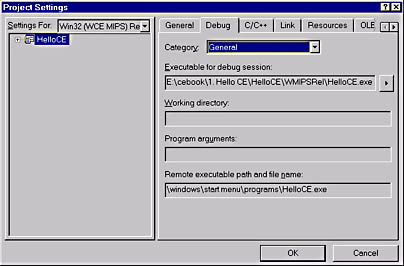 Project Settings
Settings For: Win32 (WCE MIPS) Re
HelloCE
General Debug C/C++ Link Resources OLE
Category: General
Executable for debug session:
E:\cebook\1. Hello CE\HelloCE\WMIPSRel\HelloCE.exe
Working directory:
Program arguments:
Remote executable path and file name:
\windows\start menu\programs\HelloCE.exe
OK Cancel